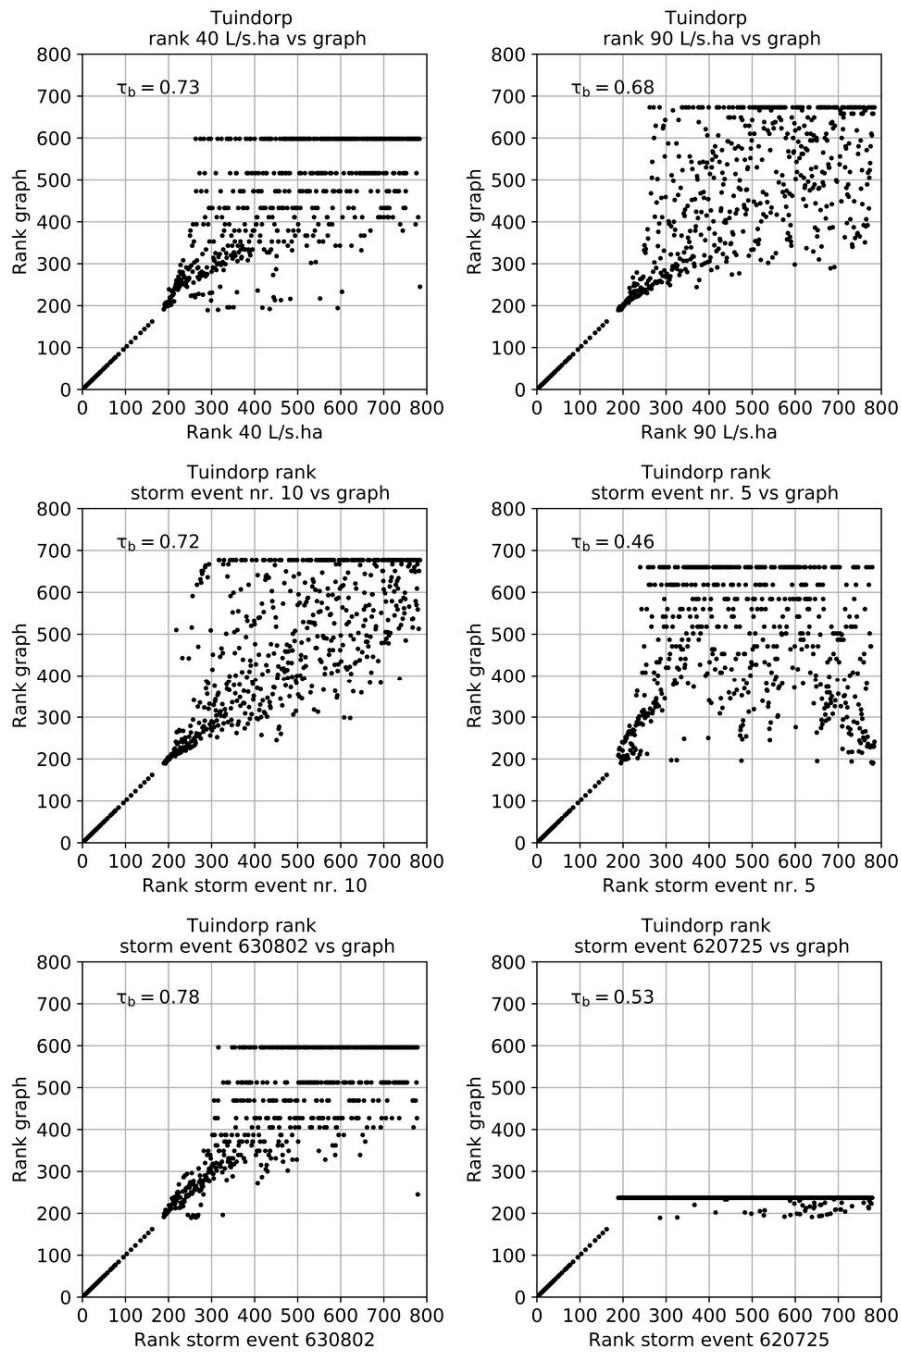 Tuindorp
rank 40 L/s.ha vs graph
τb = 0.73
800
700
600
500
400
300
200
100
0
Rank graph
0 100 200 300 400 500 600 700 800
Rank 40 L/s.ha
Tuindorp
rank 90 L/s.ha vs graph
τb = 0.68
800
700
600
500
400
300
200
100
0
Rank graph
0 100 200 300 400 500 600 700 800
Rank 90 L/s.ha
Tuindorp rank
storm event nr. 10 vs graph
τb = 0.72
800
700
600
500
400
300
200
100
0
Rank graph
0 100 200 300 400 500 600 700 800
Rank storm event nr. 10
Tuindorp rank
storm event nr. 5 vs graph
τb = 0.46
800
700
600
500
400
300
200
100
0
Rank graph
0 100 200 300 400 500 600 700 800
Rank storm event nr. 5
Tuindorp rank
storm event 630802 vs graph
τb = 0.78
800
700
600
500
400
300
200
100
0
Rank graph
0 100 200 300 400 500 600 700 800
Rank storm event 630802
Tuindorp rank
storm event 620725 vs graph
τb = 0.53
800
700
600
500
400
300
200
100
0
Rank graph
0 100 200 300 400 500 600 700 800
Rank storm event 620725